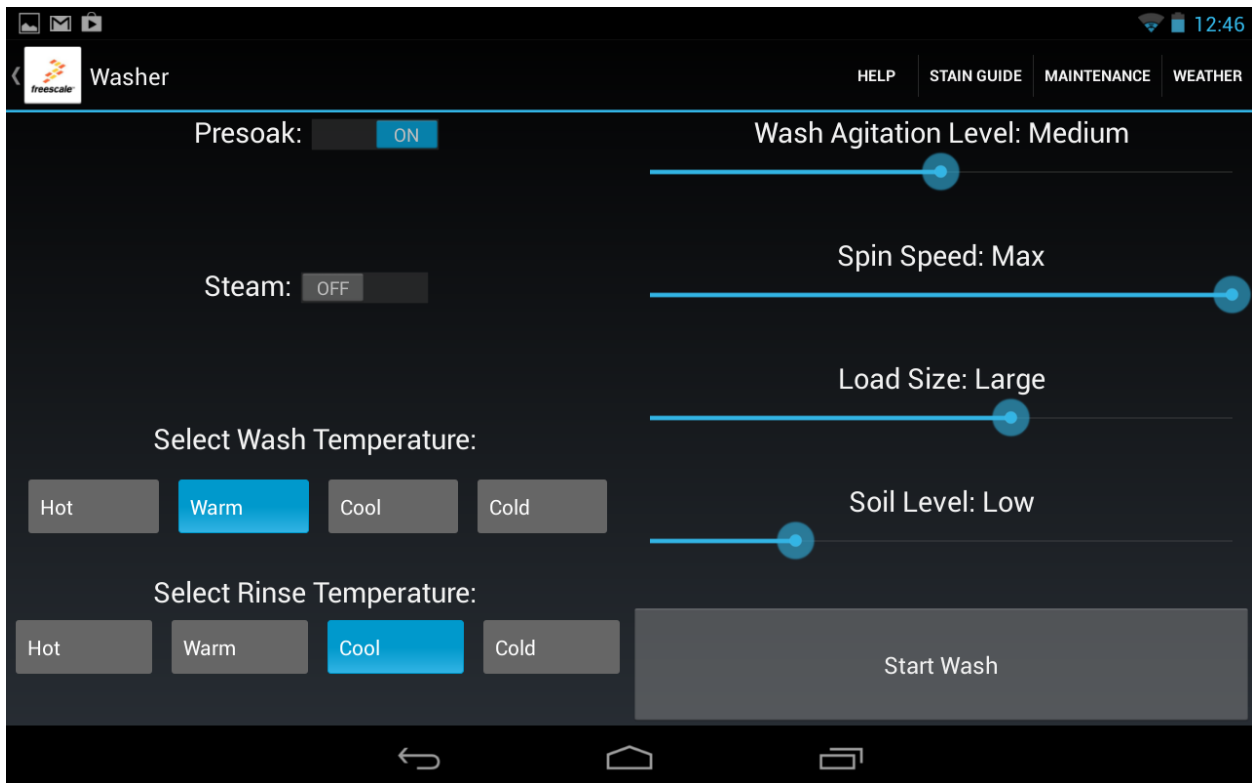 12:46
freescale Washer HELP STAIN GUIDE MAINTENANCE WEATHER
Presoak: ON
Steam: OFF
Select Wash Temperature:
Hot Warm Cool Cold
Select Rinse Temperature:
Hot Warm Cool Cold
Wash Agitation Level: Medium
Spin Speed: Max
Load Size: Large
Soil Level: Low
Start Wash